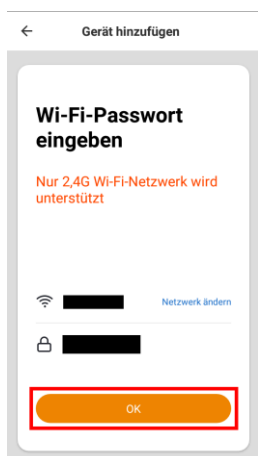 Gerät hinzufügen
Wi-Fi-Passwort
eingeben
Nur 2,4G Wi-Fi-Netzwerk wird
unterstützt
Netzwerk ändern
OK